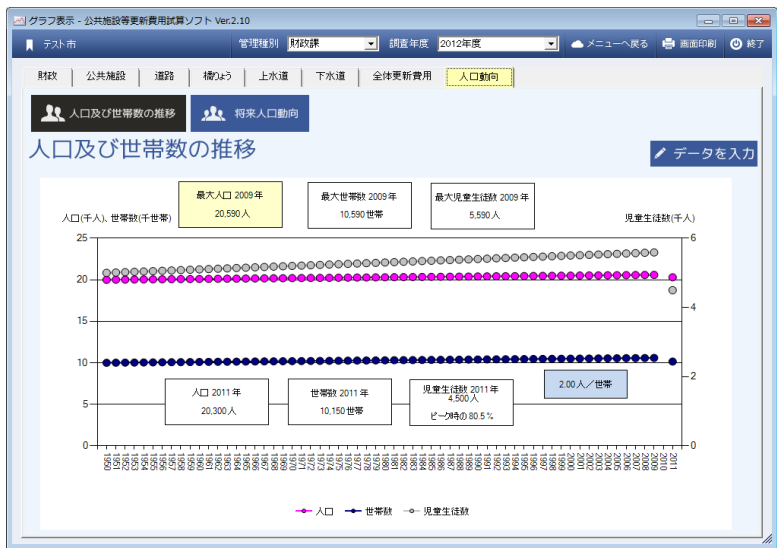 グラフ表示 - 公共施設等更新費用試算ソフト Ver.2.10
テスト市 管理種別 財政課 調査年度 2012年度 メニューへ戻る 画面印刷 終了
財政 公共施設 道路 橋りょう 上水道 下水道 全体更新費用 人口動向
人口及び世帯数の推移 将来人口動向
人口及び世帯数の推移
データを入力
最大人口 2009年
20,590人
最大世帯数 2009年
10,590世帯
最大児童生徒数 2009年
5,590人
人口(千人)、世帯数(千世帯)
児童生徒数(千人)
25
20
15
10
5
0
6
4
2
0
人口 2011年
20,300人
世帯数 2011年
10,150世帯
児童生徒数 2011年
4,500人
ピーク時の80.5%
2.00人/世帯
1950 1951 1952 1953 1954 1955 1956 1957 1958 1959 1960 1961 1962 1963 1964 1965 1966 1967 1968 1969 1970 1971 1972 1973 1974 1975 1976 1977 1978 1979 1980 1981 1982 1983 1984 1985 1986 1987 1988 1989 1990 1991 1992 1993 1994 1995 1996 1997 1998 1999 2000 2001 2002 2003 2004 2005 2006 2007 2008 2009 2010 2011
人口 世帯数 児童生徒数